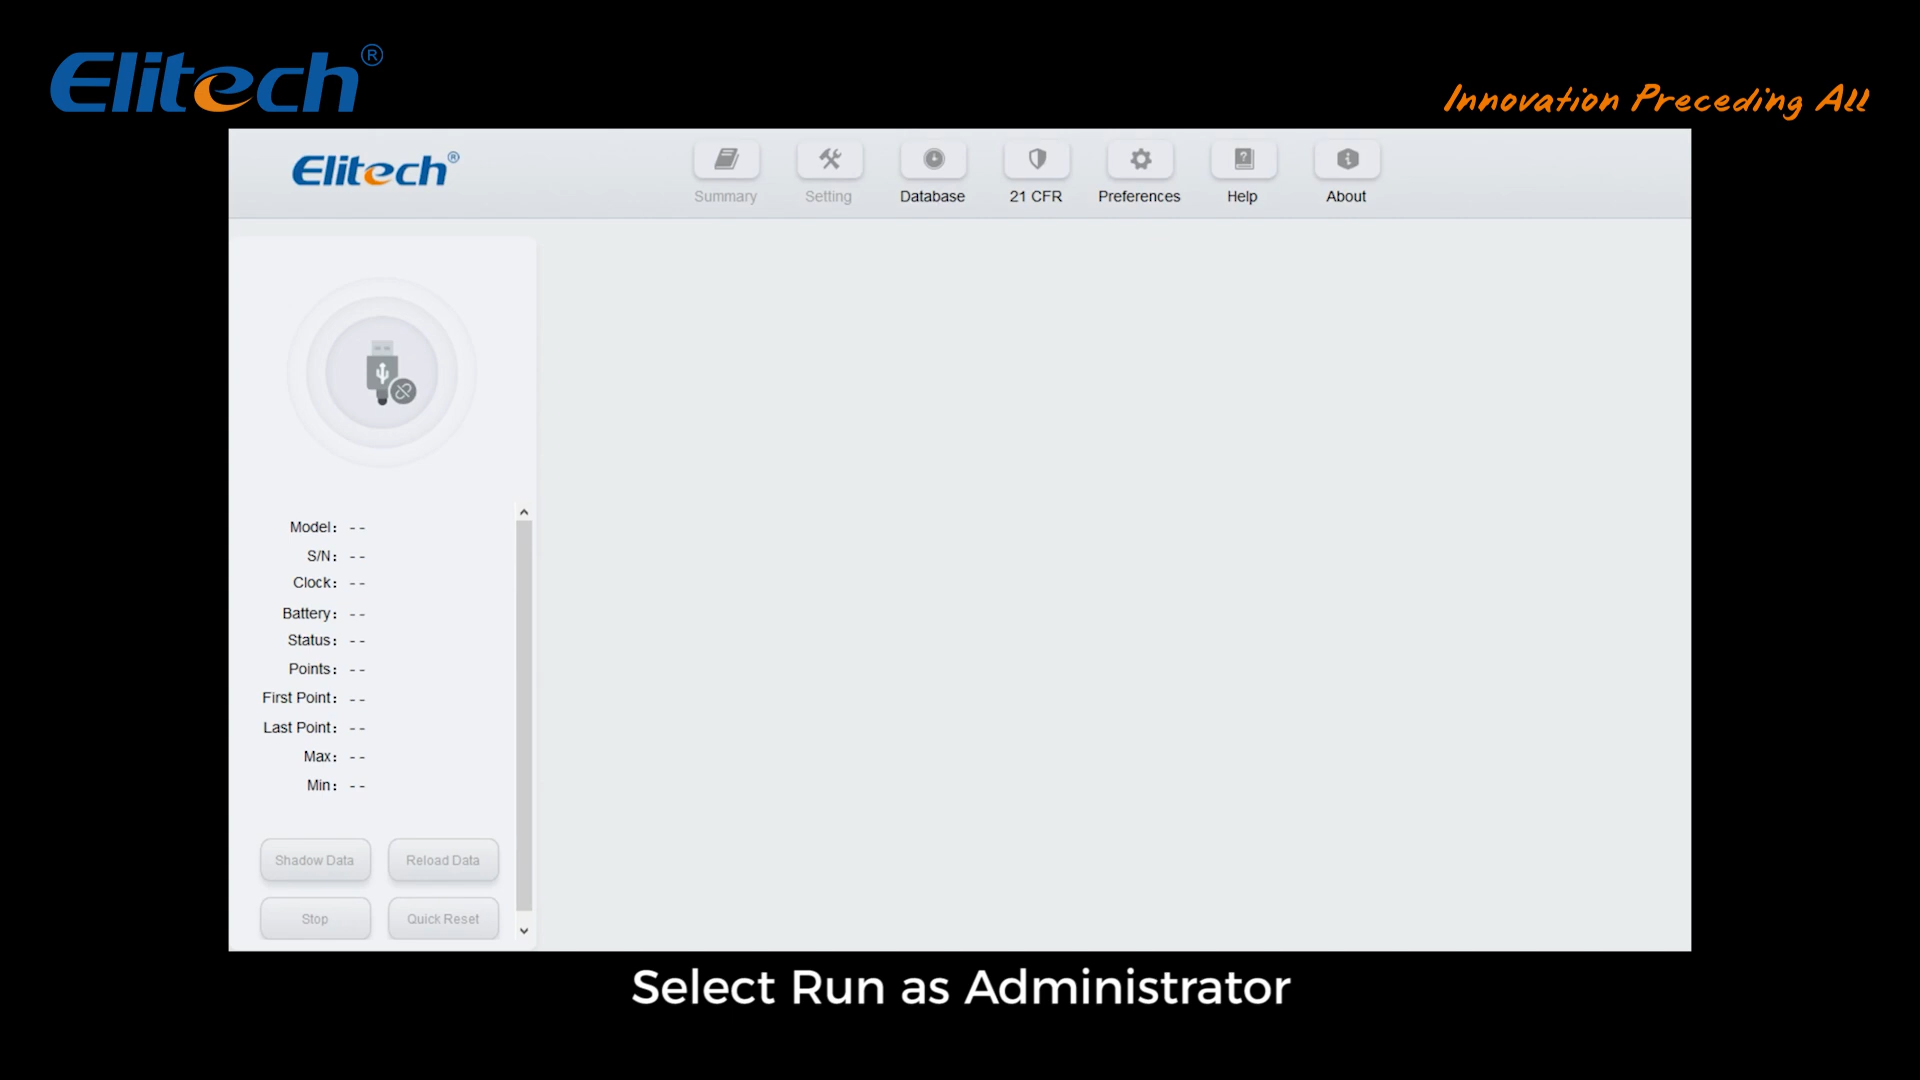 Elitech®
Innovation Preceding All
Elitech®
Summary
Setting
Database
21 CFR
Preferences
Help
About
Model: --
S/N: --
Clock: --
Battery: --
Status: --
Points: --
First Point: --
Last Point: --
Max: --
Min: --
Shadow Data
Reload Data
Stop
Quick Reset
Select Run as Administrator